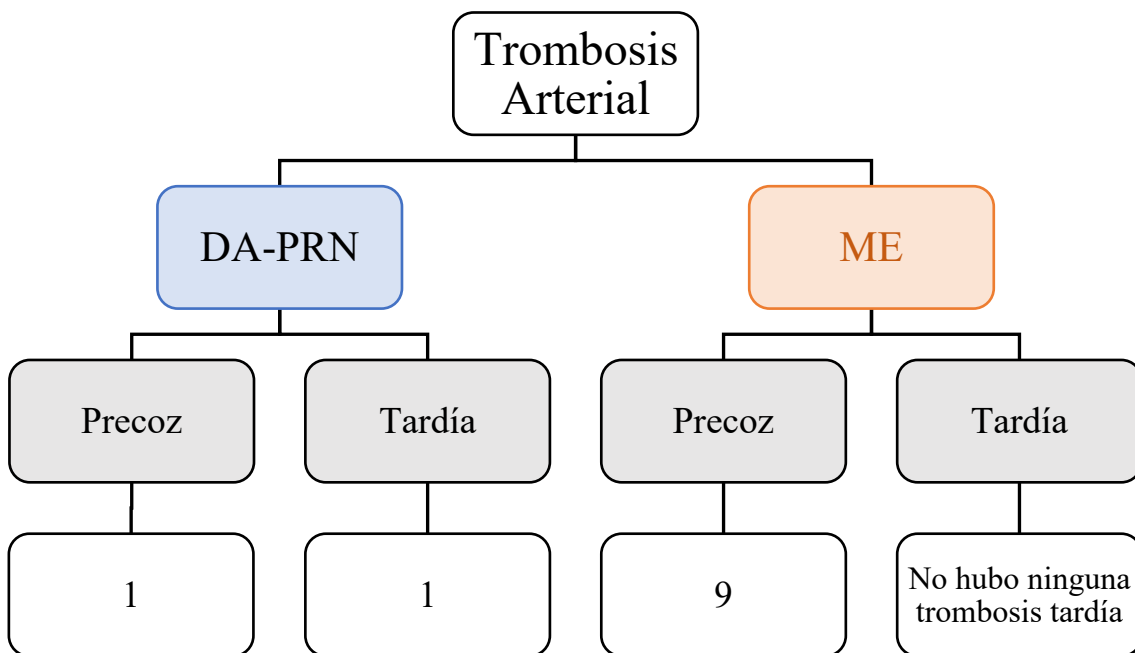 Trombosis
Arterial
DA-PRN
ME
Precoz
Tardía
Precoz
Tardía
1
1
9
No hubo ninguna
trombosis tardía